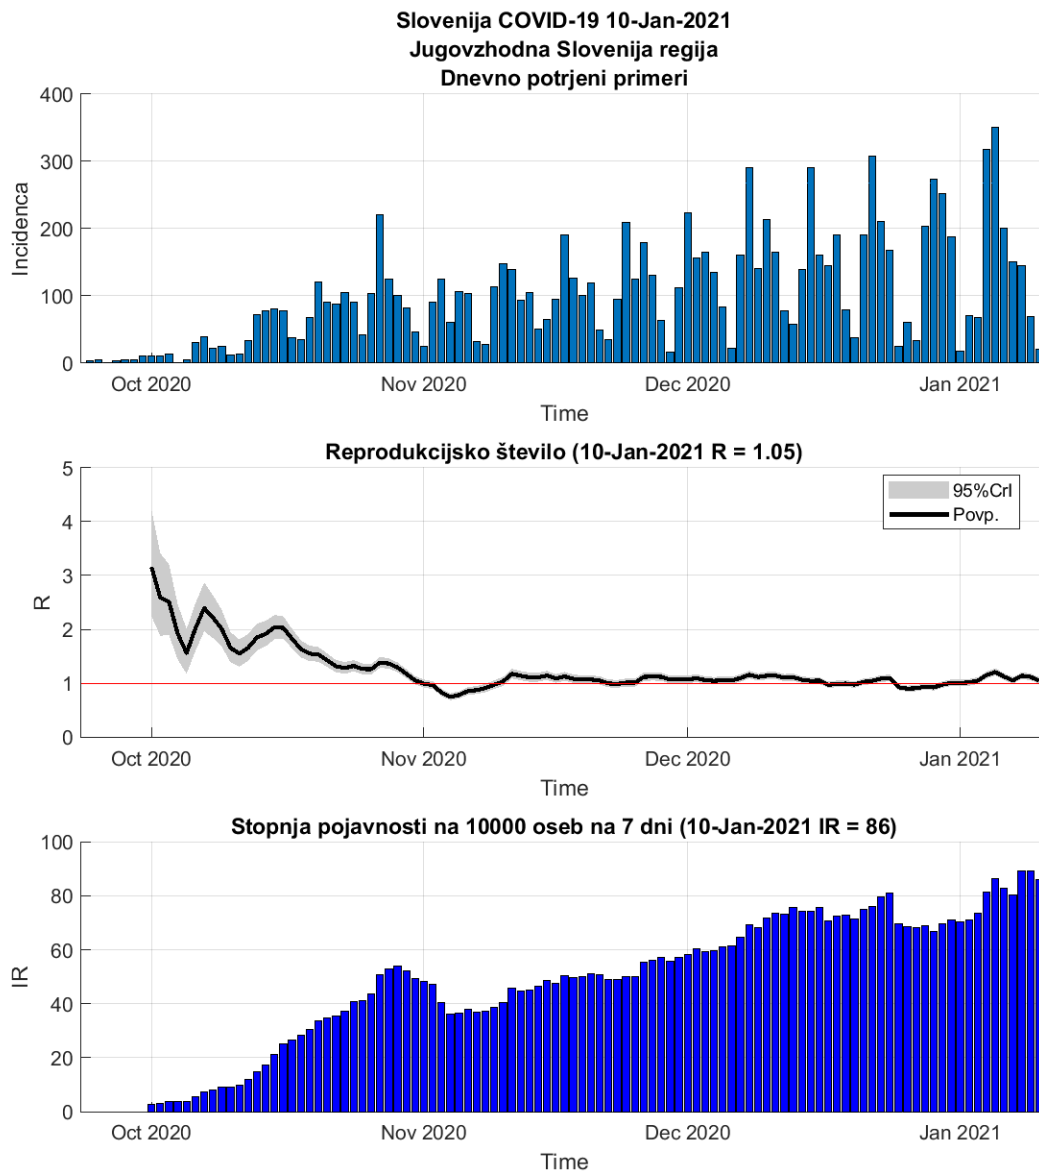 Slovenija COVID-19 10-Jan-2021
Jugovzhodna Slovenija regija
Dnevno potrjeni primeri
400
300
200
100
0
Incidenca
Oct 2020
Nov 2020
Dec 2020
Jan 2021
Time
Reprodukcijsko število (10-Jan-2021 R = 1.05)
5
4
3
2
1
0
R
95%CrI
Povp.
Oct 2020
Nov 2020
Dec 2020
Jan 2021
Time
Stopnja pojavnosti na 10000 oseb na 7 dni (10-Jan-2021 IR = 86)
100
80
60
40
20
0
IR
Oct 2020
Nov 2020
Dec 2020
Jan 2021
Time